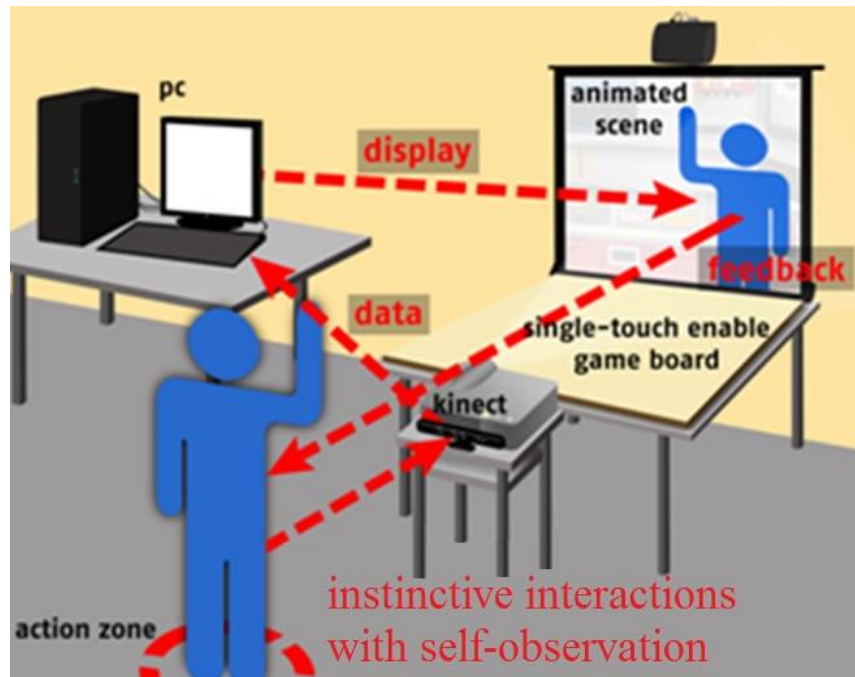 pc
animated
scene
display
feedback
data
single-touch enable
game board
kinect
instinctive interactions
with self-observation
action zone